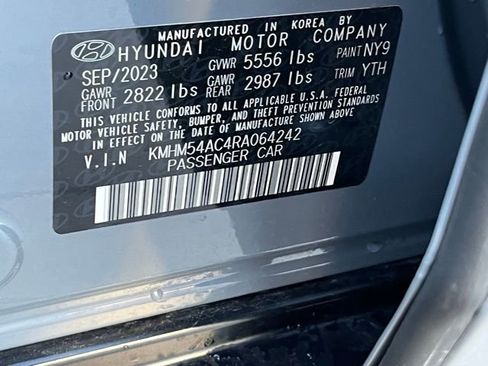 MANUFACTURED IN KOREA BY
HYUNDAI MOTOR COMPANY
SEP/2023 GVWR 5556 lbs PAINT NY9
GAWR FRONT 2822 lbs GAWR REAR 2987 lbs TRIM YTH
THIS VEHICLE CONFORMS TO ALL APPLICABLE U.S.A. FEDERAL
MOTOR VEHICLE SAFETY, BUMPER, AND THEFT PREVENTION STANDARDS
IN EFFECT ON THE DATE OF MANUFACTURE SHOWN ABOVE.
V.I.N KMHM54AC4RA064242
PASSENGER CAR